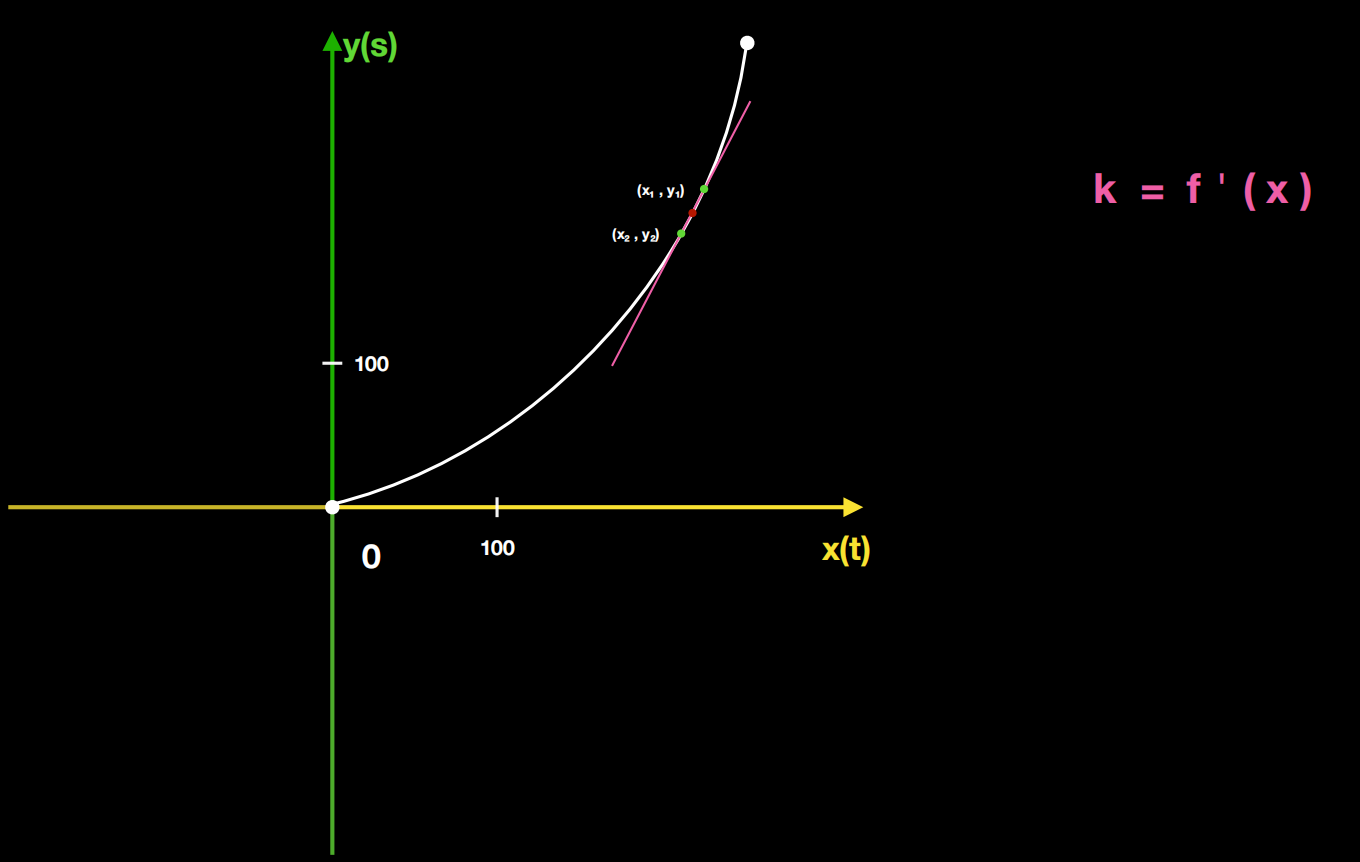 y(s)
k = f ' ( x )
(x₁ , y₁)
(x₂ , y₂)
100
0
100
x(t)